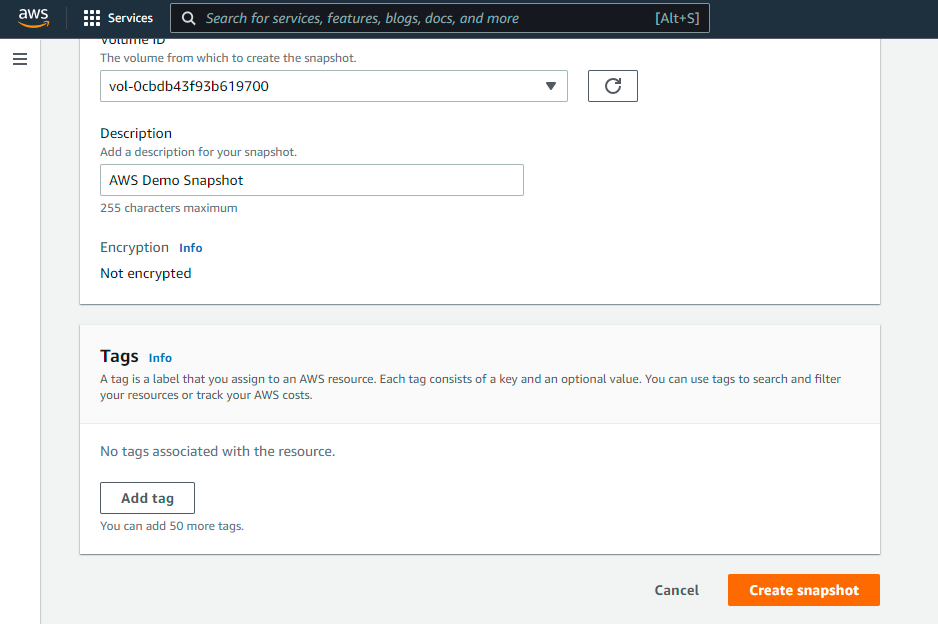 aws
Services
Search for services, features, blogs, docs, and more
[Alt+S]
Volume ID
The volume from which to create the snapshot.
vol-0cbdb43f93b619700
Description
Add a description for your snapshot.
AWS Demo Snapshot
255 characters maximum
Encryption Info
Not encrypted
Tags Info
A tag is a label that you assign to an AWS resource. Each tag consists of a key and an optional value. You can use tags to search and filter
your resources or track your AWS costs.
No tags associated with the resource.
Add tag
You can add 50 more tags.
Cancel
Create snapshot